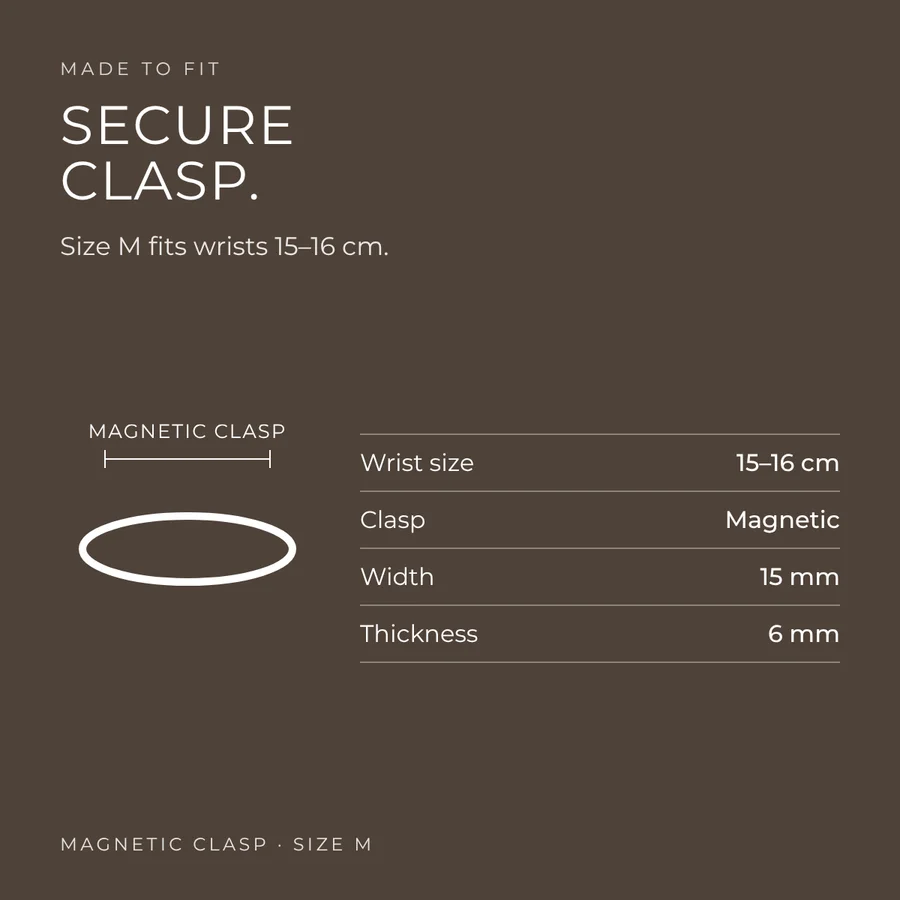 MADE TO FIT
SECURE
CLASP.
Size M fits wrists 15–16 cm.
MAGNETIC CLASP
Wrist size 15–16 cm
Clasp Magnetic
Width 15 mm
Thickness 6 mm
MAGNETIC CLASP · SIZE M